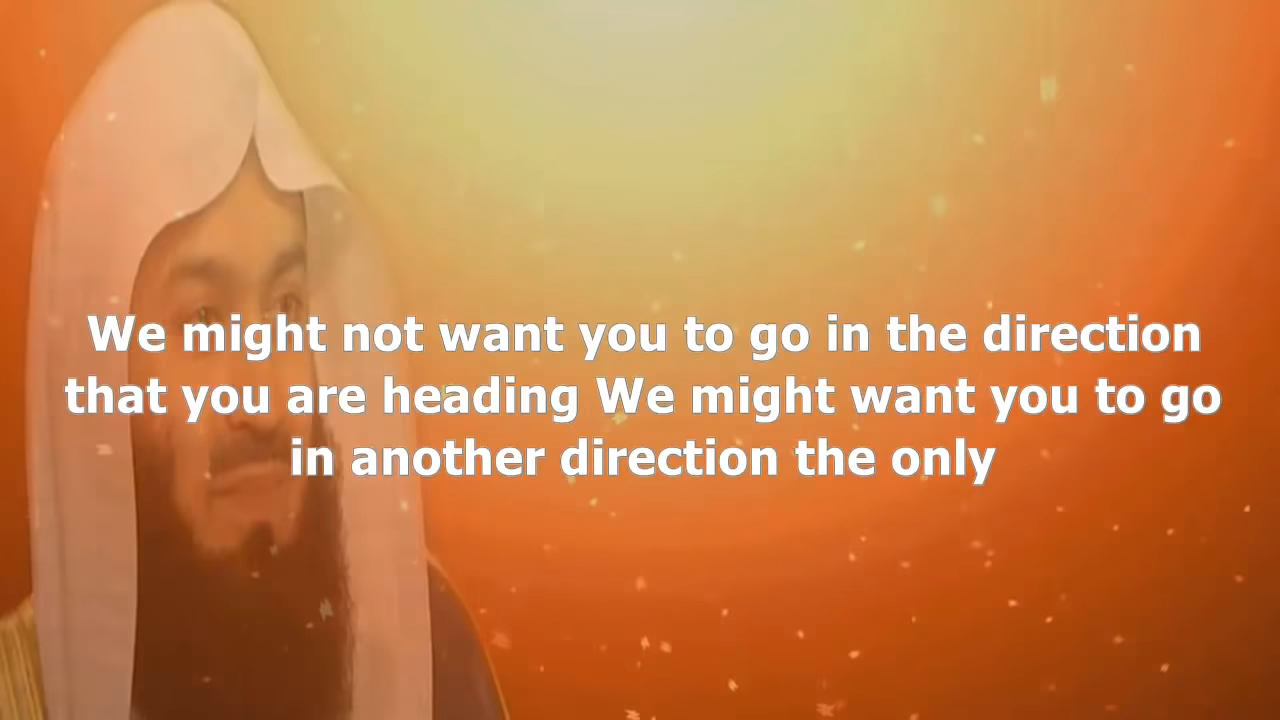 We might not want you to go in the direction
that you are heading We might want you to go
in another direction the only